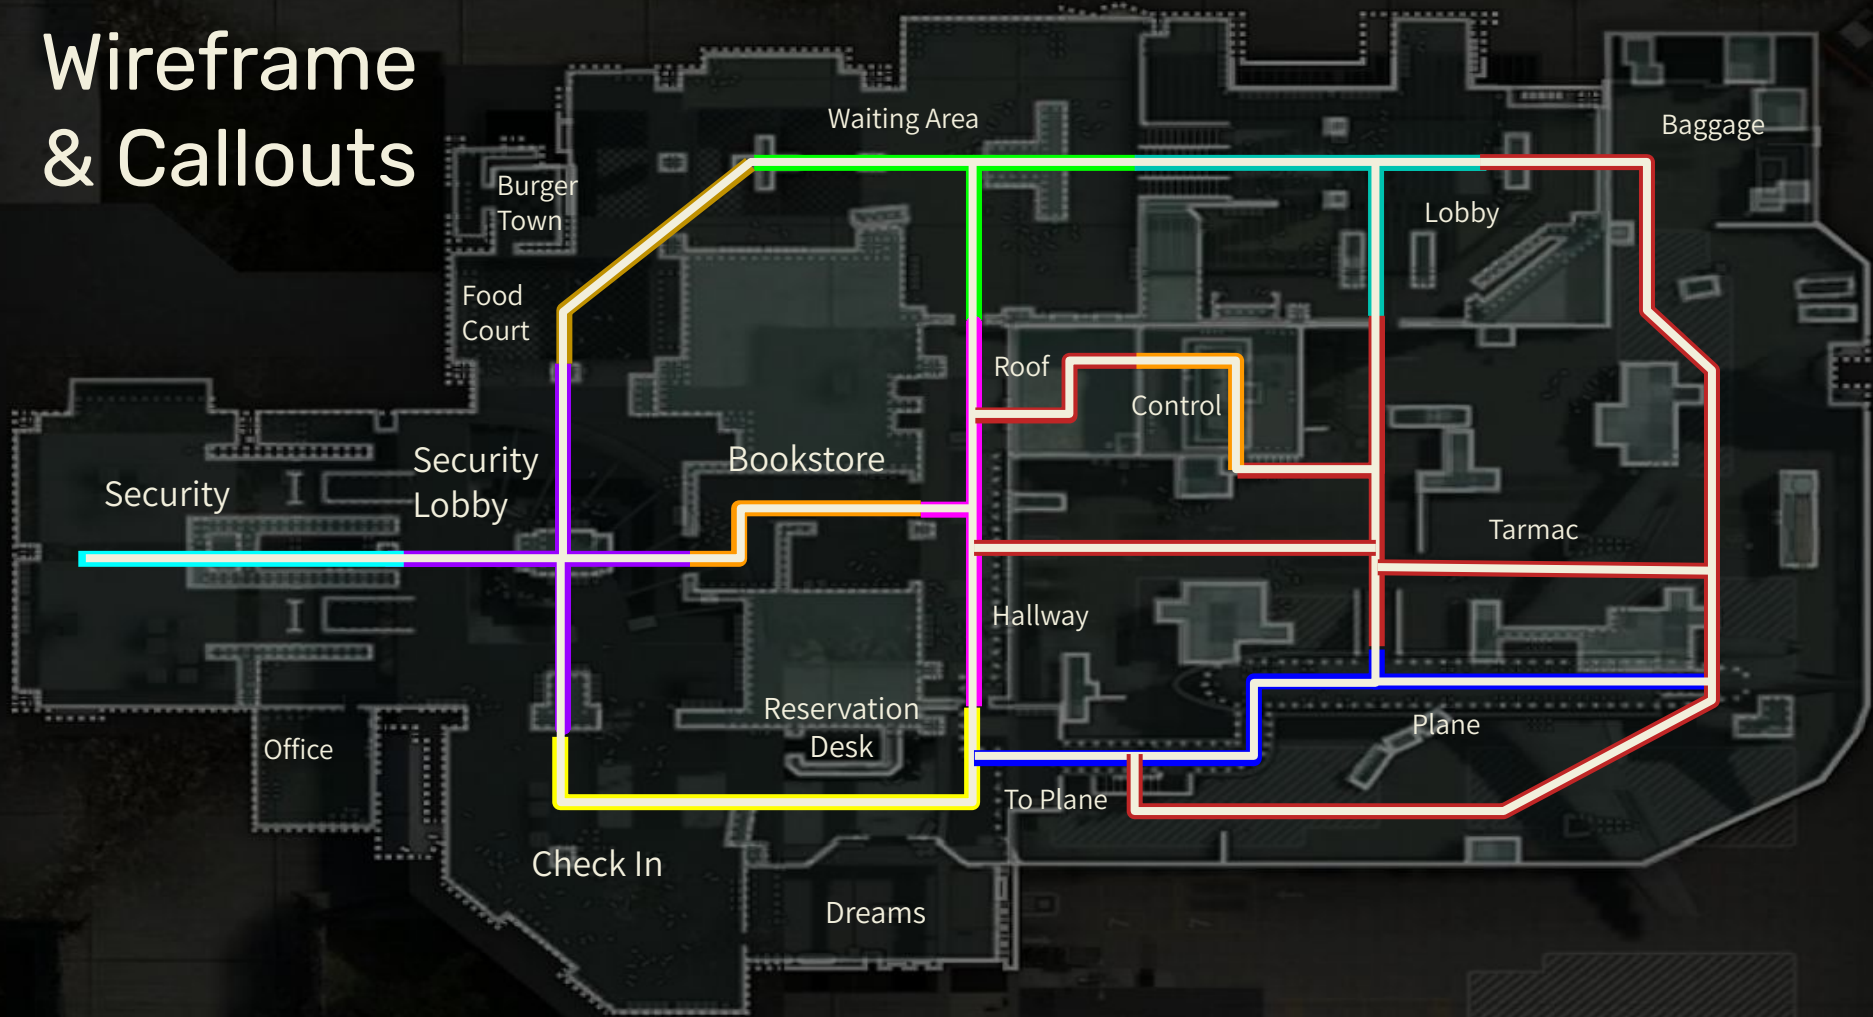 Wireframe
& Callouts
Waiting Area
Baggage
Burger
Town
Lobby
Food
Court
Roof
Control
Security
Lobby
Bookstore
Security
Tarmac
Hallway
Reservation
Desk
Plane
Office
To Plane
Check In
Dreams